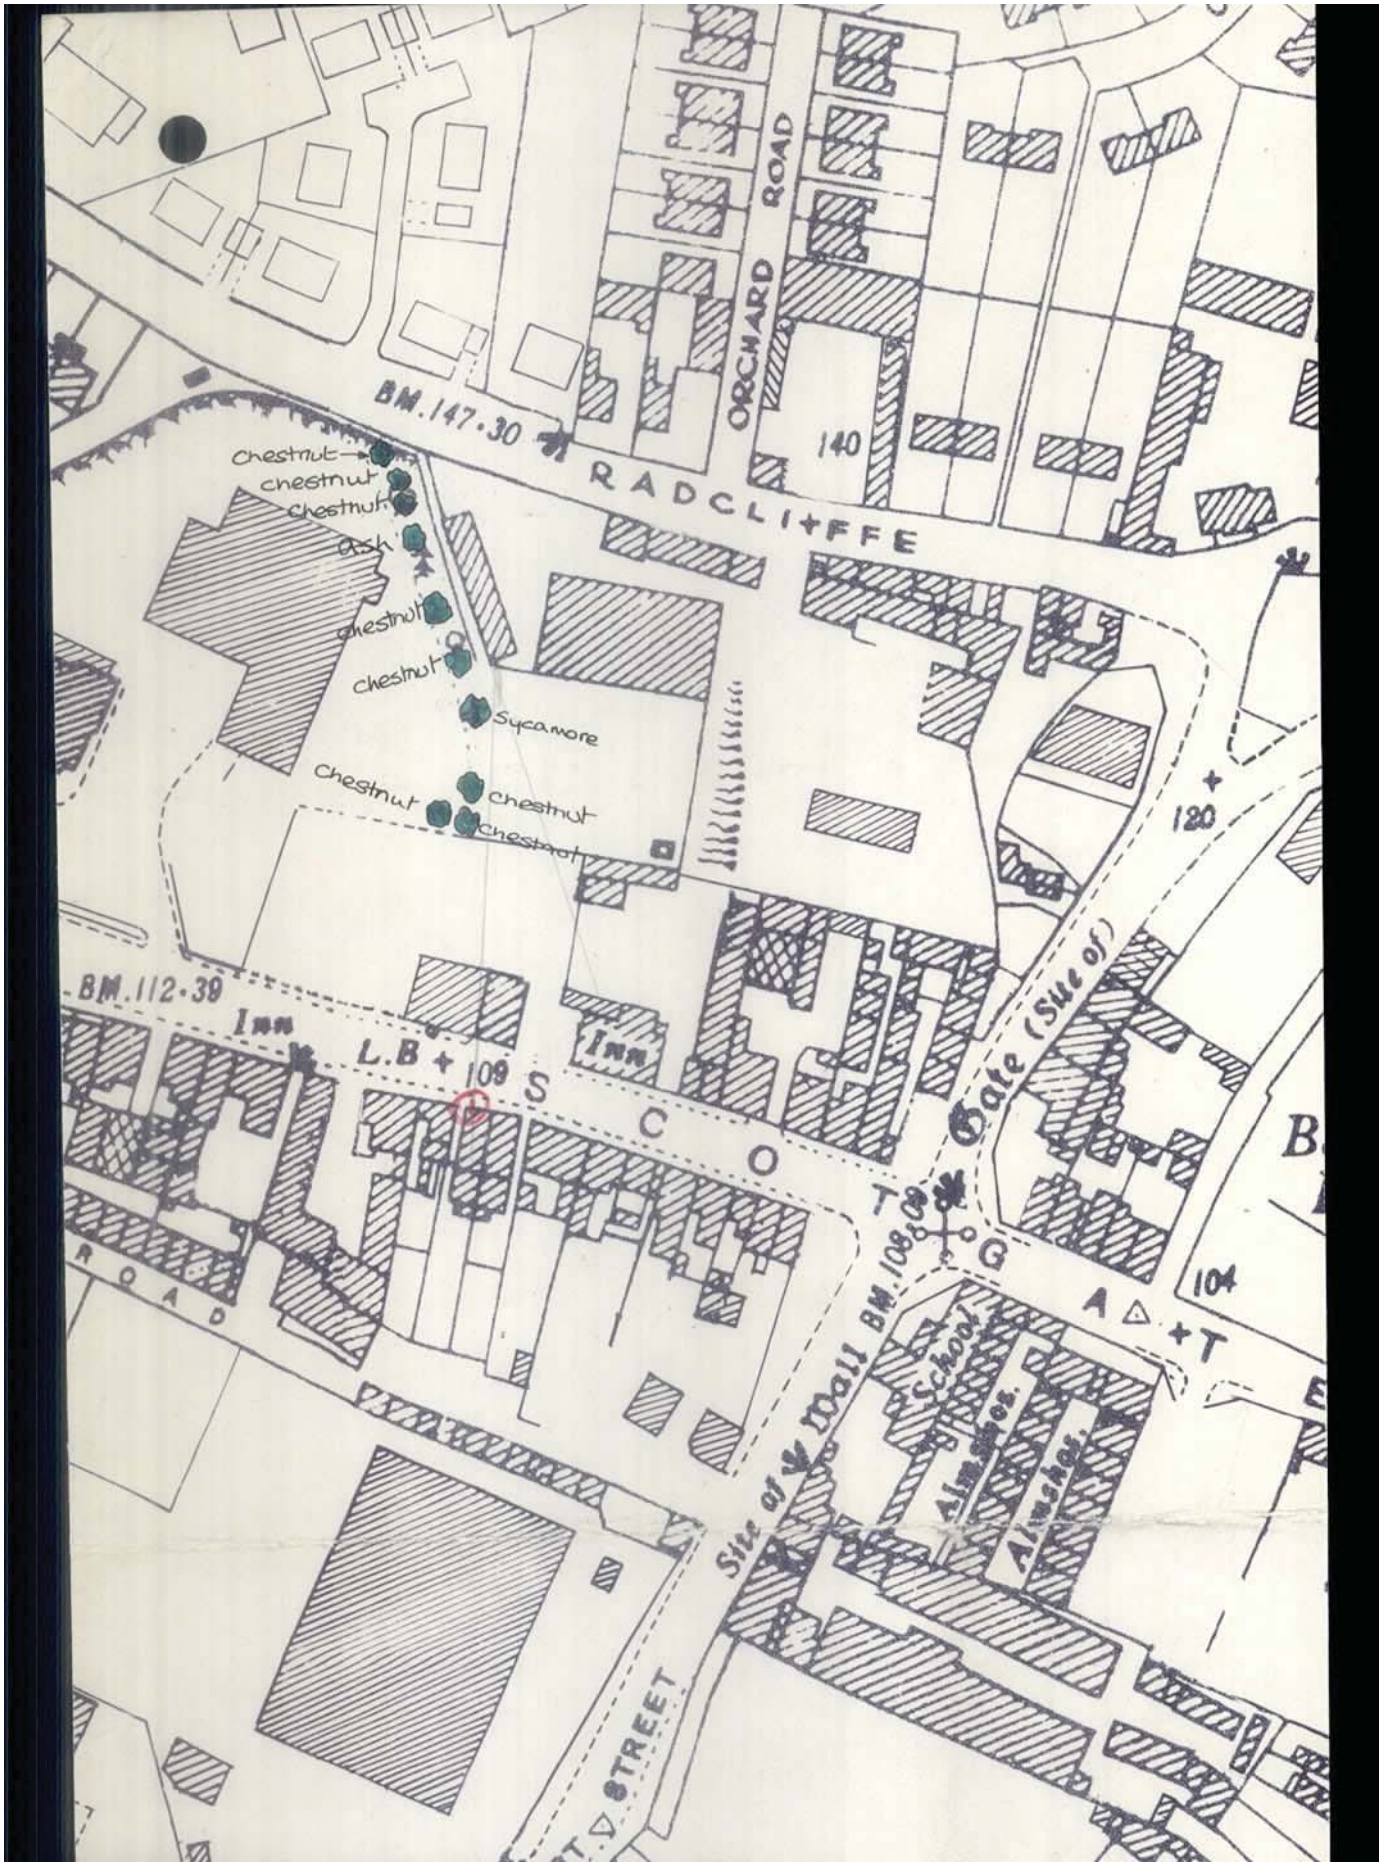 ORCHARD ROAD
BM.147·30
140
RADCLIFFE
Chestnut
chestnut
Chestnut
ash
chestnut
chestnut
Sycamore
Chestnut
chestnut
Chestnut
120
BM.112·39
Inn
L.B
109
Inn
SCOTGATE
Gate (Site of)
BM.108·09
G
104
ROAD
School
Almshos.
Almshos.
Site of Wall
STREET